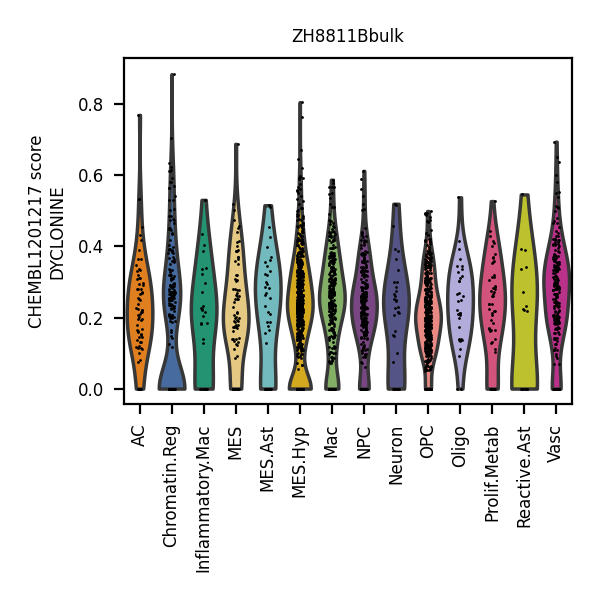 ZH8811Bbulk
CHEMBL1201217 score
DYCLONINE
0.8
0.6
0.4
0.2
0.0
AC
Chromatin.Reg
Inflammatory.Mac
MES
MES.Ast
MES.Hyp
Mac
NPC
Neuron
OPC
Oligo
Prolif.Metab
Reactive.Ast
Vasc